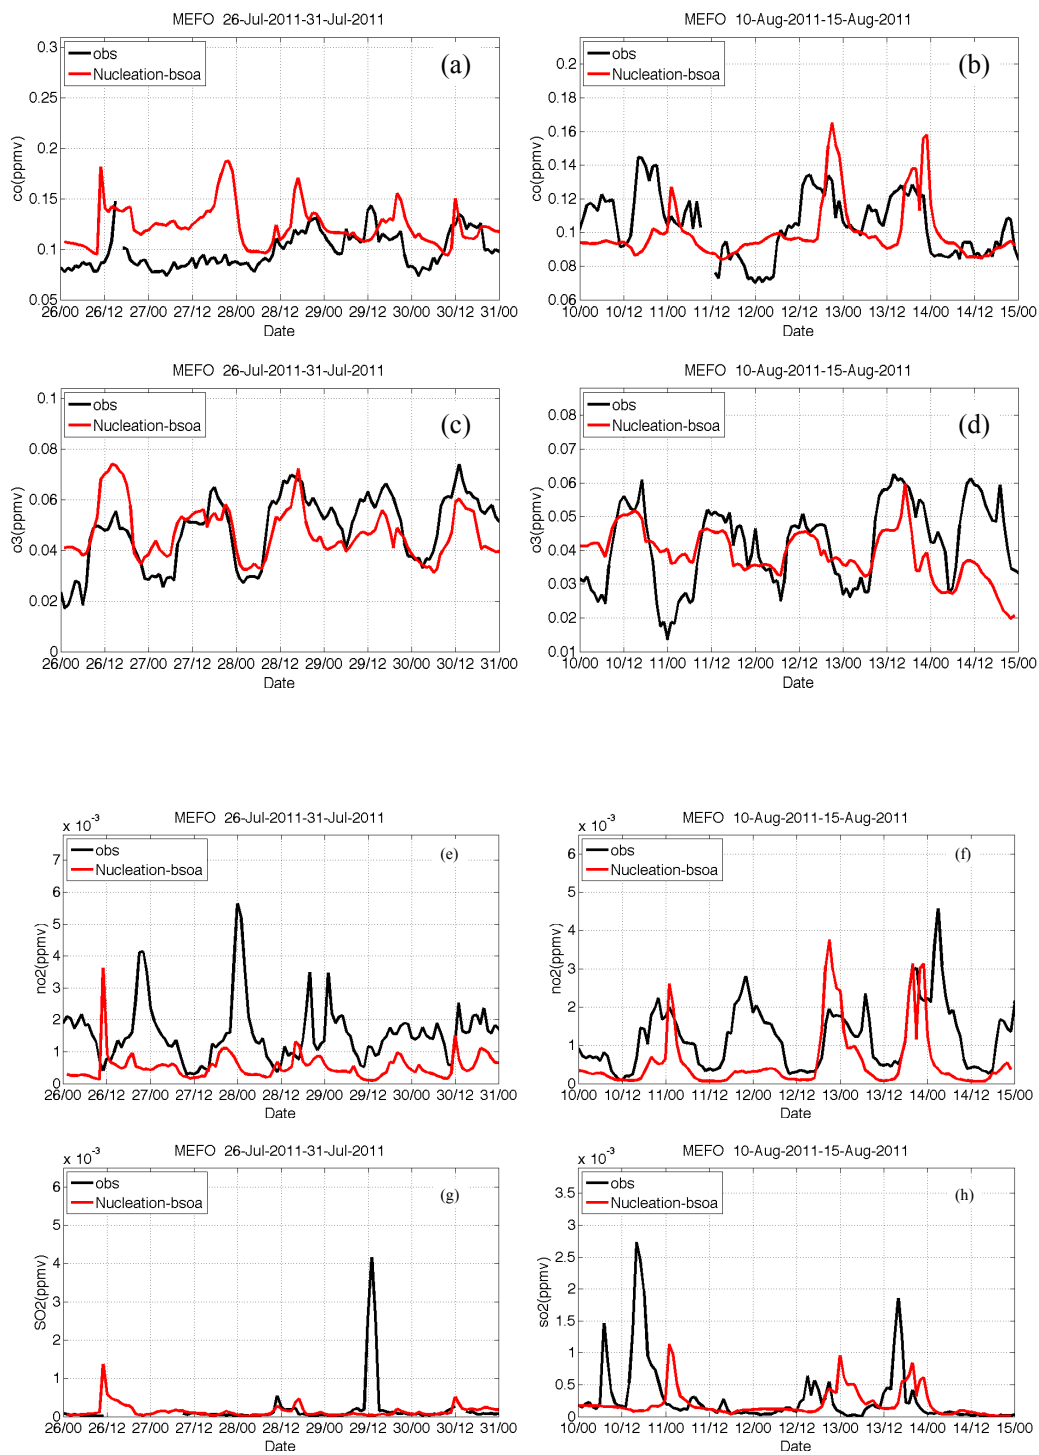 MEFO 26-Jul-2011-31-Jul-2011
obs
Nucleation-bsoa
(a)
0.3
0.25
0.2
0.15
0.1
0.05
co(ppmv)
26/00 26/12 27/00 27/12 28/00 28/12 29/00 29/12 30/00 30/12 31/00
Date
MEFO 10-Aug-2011-15-Aug-2011
obs
Nucleation-bsoa
(b)
0.2
0.18
0.16
0.14
0.12
0.1
0.08
0.06
co(ppmv)
10/00 10/12 11/00 11/12 12/00 12/12 13/00 13/12 14/00 14/12 15/00
Date
MEFO 26-Jul-2011-31-Jul-2011
obs
Nucleation-bsoa
(c)
0.1
0.08
0.06
0.04
0.02
0
o3(ppmv)
26/00 26/12 27/00 27/12 28/00 28/12 29/00 29/12 30/00 30/12 31/00
Date
MEFO 10-Aug-2011-15-Aug-2011
obs
Nucleation-bsoa
(d)
0.08
0.07
0.06
0.05
0.04
0.03
0.02
0.01
o3(ppmv)
10/00 10/12 11/00 11/12 12/00 12/12 13/00 13/12 14/00 14/12 15/00
Date
x 10⁻³
MEFO 26-Jul-2011-31-Jul-2011
obs
Nucleation-bsoa
(e)
7
6
5
4
3
2
1
0
no2(ppmv)
26/00 26/12 27/00 27/12 28/00 28/12 29/00 29/12 30/00 30/12 31/00
Date
x 10⁻³
MEFO 10-Aug-2011-15-Aug-2011
obs
Nucleation-bsoa
(f)
6
5
4
3
2
1
0
no2(ppmv)
10/00 10/12 11/00 11/12 12/00 12/12 13/00 13/12 14/00 14/12 15/00
Date
x 10⁻³
MEFO 26-Jul-2011-31-Jul-2011
obs
Nucleation-bsoa
(g)
6
5
4
3
2
1
0
SO2(ppmv)
26/00 26/12 27/00 27/12 28/00 28/12 29/00 29/12 30/00 30/12 31/00
Date
x 10⁻³
MEFO 10-Aug-2011-15-Aug-2011
obs
Nucleation-bsoa
(h)
3.5
3
2.5
2
1.5
1
0.5
0
so2(ppmv)
10/00 10/12 11/00 11/12 12/00 12/12 13/00 13/12 14/00 14/12 15/00
Date